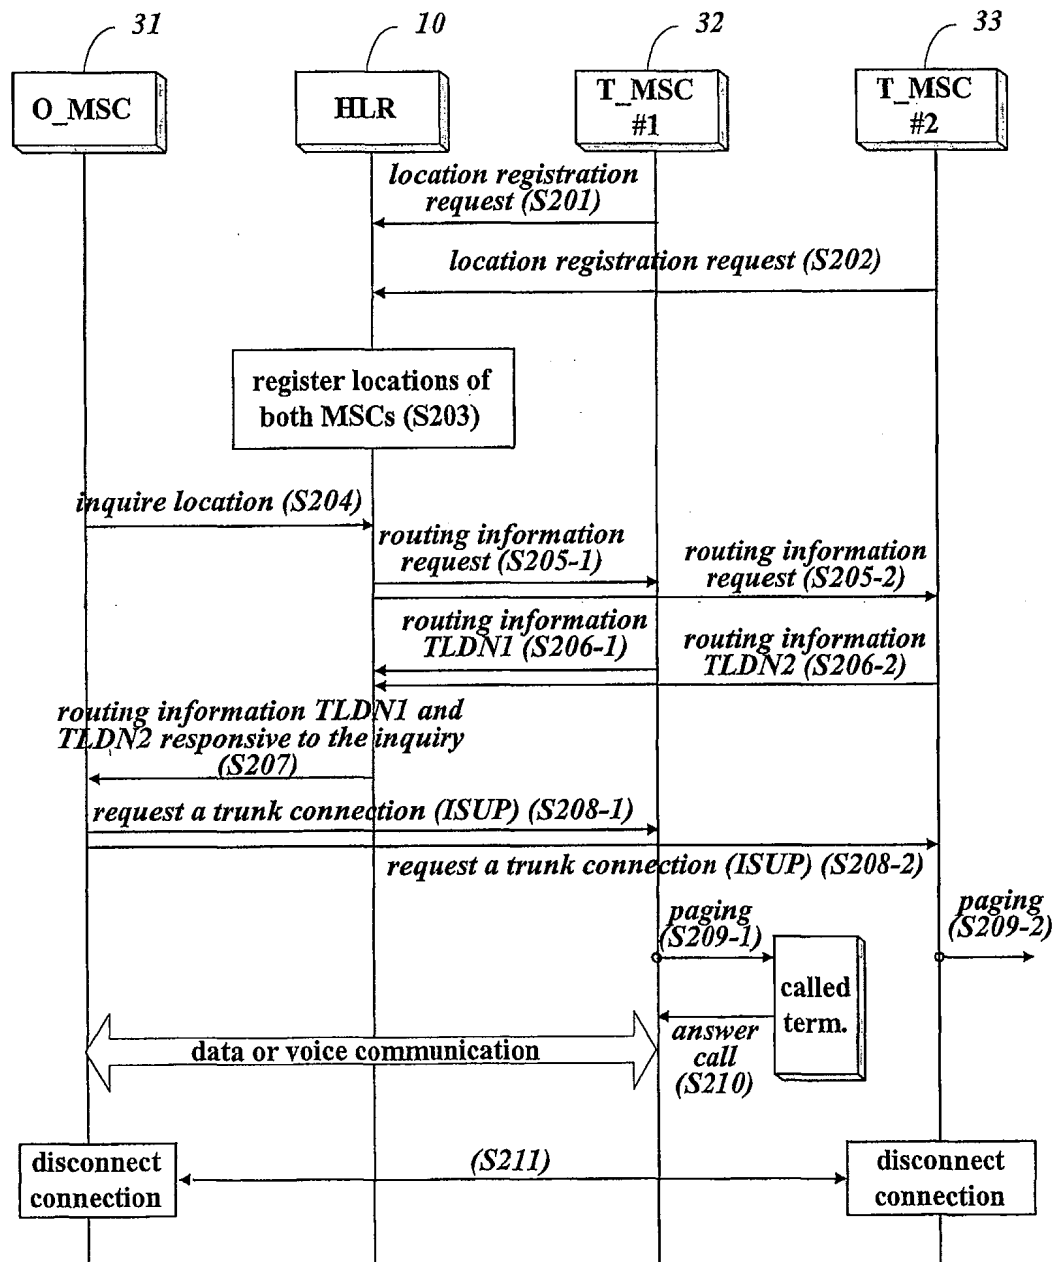 31
10
32
33
O_MSC
HLR
T_MSC
#1
T_MSC
#2
location registration
request (S201)
location registration request (S202)
register locations of
both MSCs (S203)
inquire location (S204)
routing information
request (S205-1)
routing information
request (S205-2)
routing information
TLDN1 (S206-1)
routing information
TLDN2 (S206-2)
routing information TLDN1 and
TLDN2 responsive to the inquiry
(S207)
request a trunk connection (ISUP) (S208-1)
request a trunk connection (ISUP) (S208-2)
paging
(S209-1)
paging
(S209-2)
called
term.
answer
call
(S210)
data or voice communication
disconnect
connection
(S211)
disconnect
connection